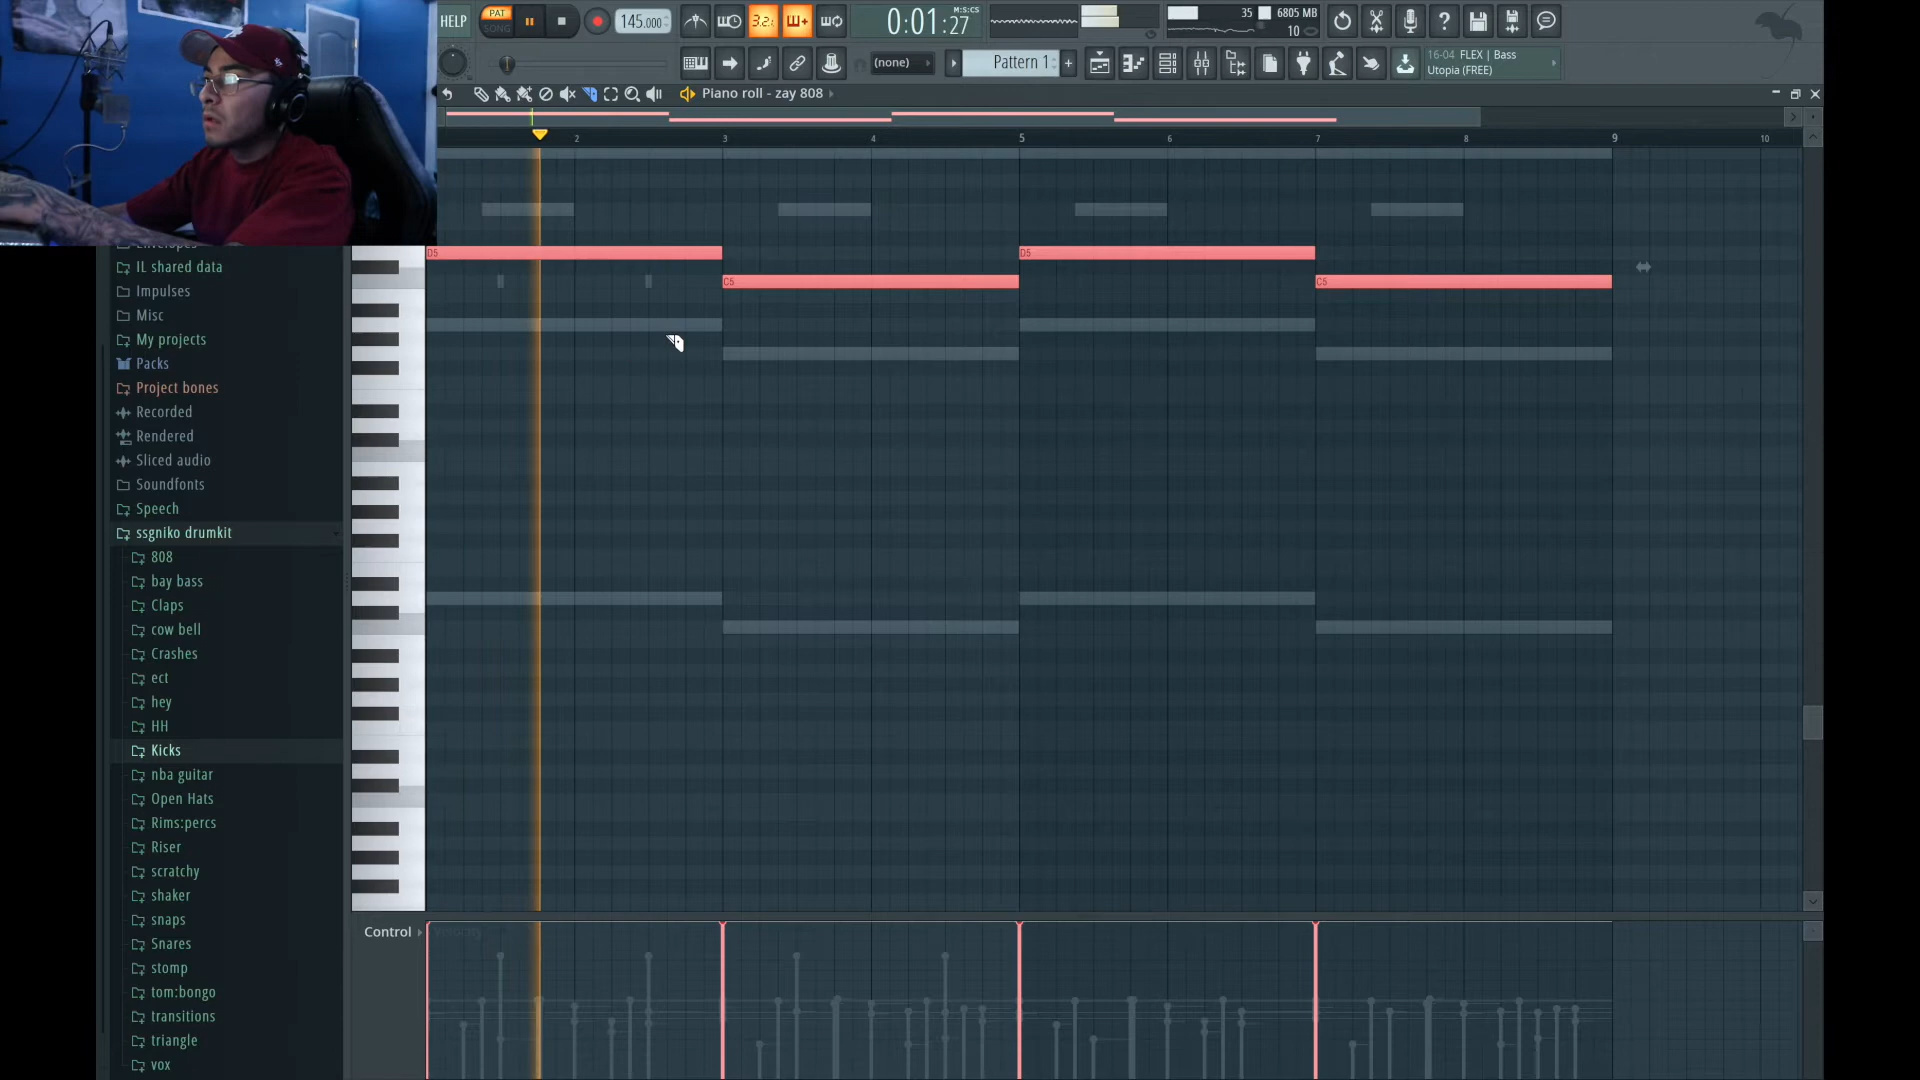 HELP
PAT
SONG
145.000
3.2.
0:01:27
M:S:CS
35
6805 MB
10
(none)
Pattern 1
+
16-04 FLEX | Bass
Utopia (FREE)
Piano roll - zay 808
2 3 4 5 6 7 8 9 10
D5
D5
C5
C5
IL shared data
Impulses
Misc
My projects
Packs
Project bones
Recorded
Rendered
Sliced audio
Soundfonts
Speech
ssgniko drumkit
808
bay bass
Claps
cow bell
Crashes
ect
hey
HH
Kicks
nba guitar
Open Hats
Rims:percs
Riser
scratchy
shaker
snaps
Snares
stomp
tom:bongo
transitions
triangle
vox
Control
Velocity